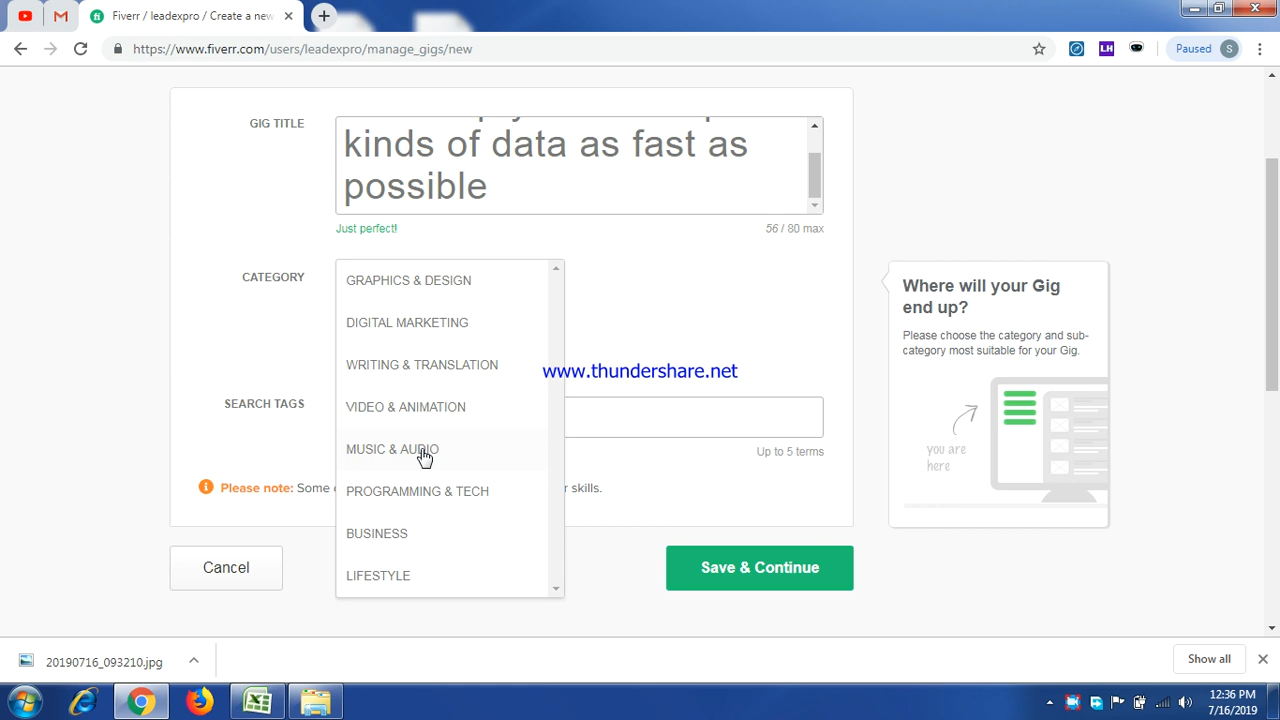 Fiverr / leadexpro / Create a new
https://www.fiverr.com/users/leadexpro/manage_gigs/new
LH
Paused
S
GIG TITLE
kinds of data as fast as
possible
Just perfect!
56 / 80 max
CATEGORY
GRAPHICS & DESIGN
DIGITAL MARKETING
WRITING & TRANSLATION
VIDEO & ANIMATION
MUSIC & AUDIO
PROGRAMMING & TECH
BUSINESS
LIFESTYLE
www.thundershare.net
SEARCH TAGS
Up to 5 terms
Please note: Some
r skills.
Cancel
Save & Continue
Where will your Gig
end up?
Please choose the category and sub-
category most suitable for your Gig.
you are
here
20190716_093210.jpg
Show all
12:36 PM
7/16/2019